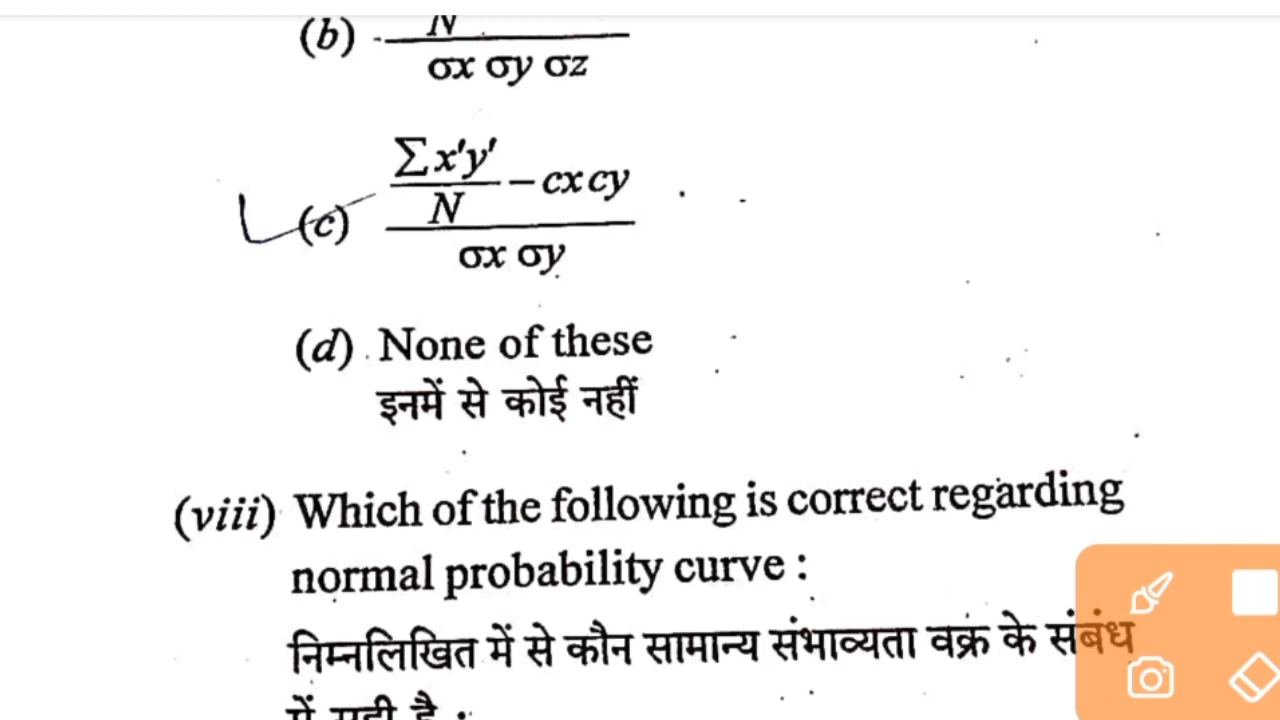 (b) N
σx σy σz
Σx'y'
(c) N – cx cy
σx σy
(d) None of these
इनमें से कोई नहीं
(viii) Which of the following is correct regarding
normal probability curve :
निम्नलिखित में से कौन सामान्य संभाव्यता वक्र के संबंध
में सही है :